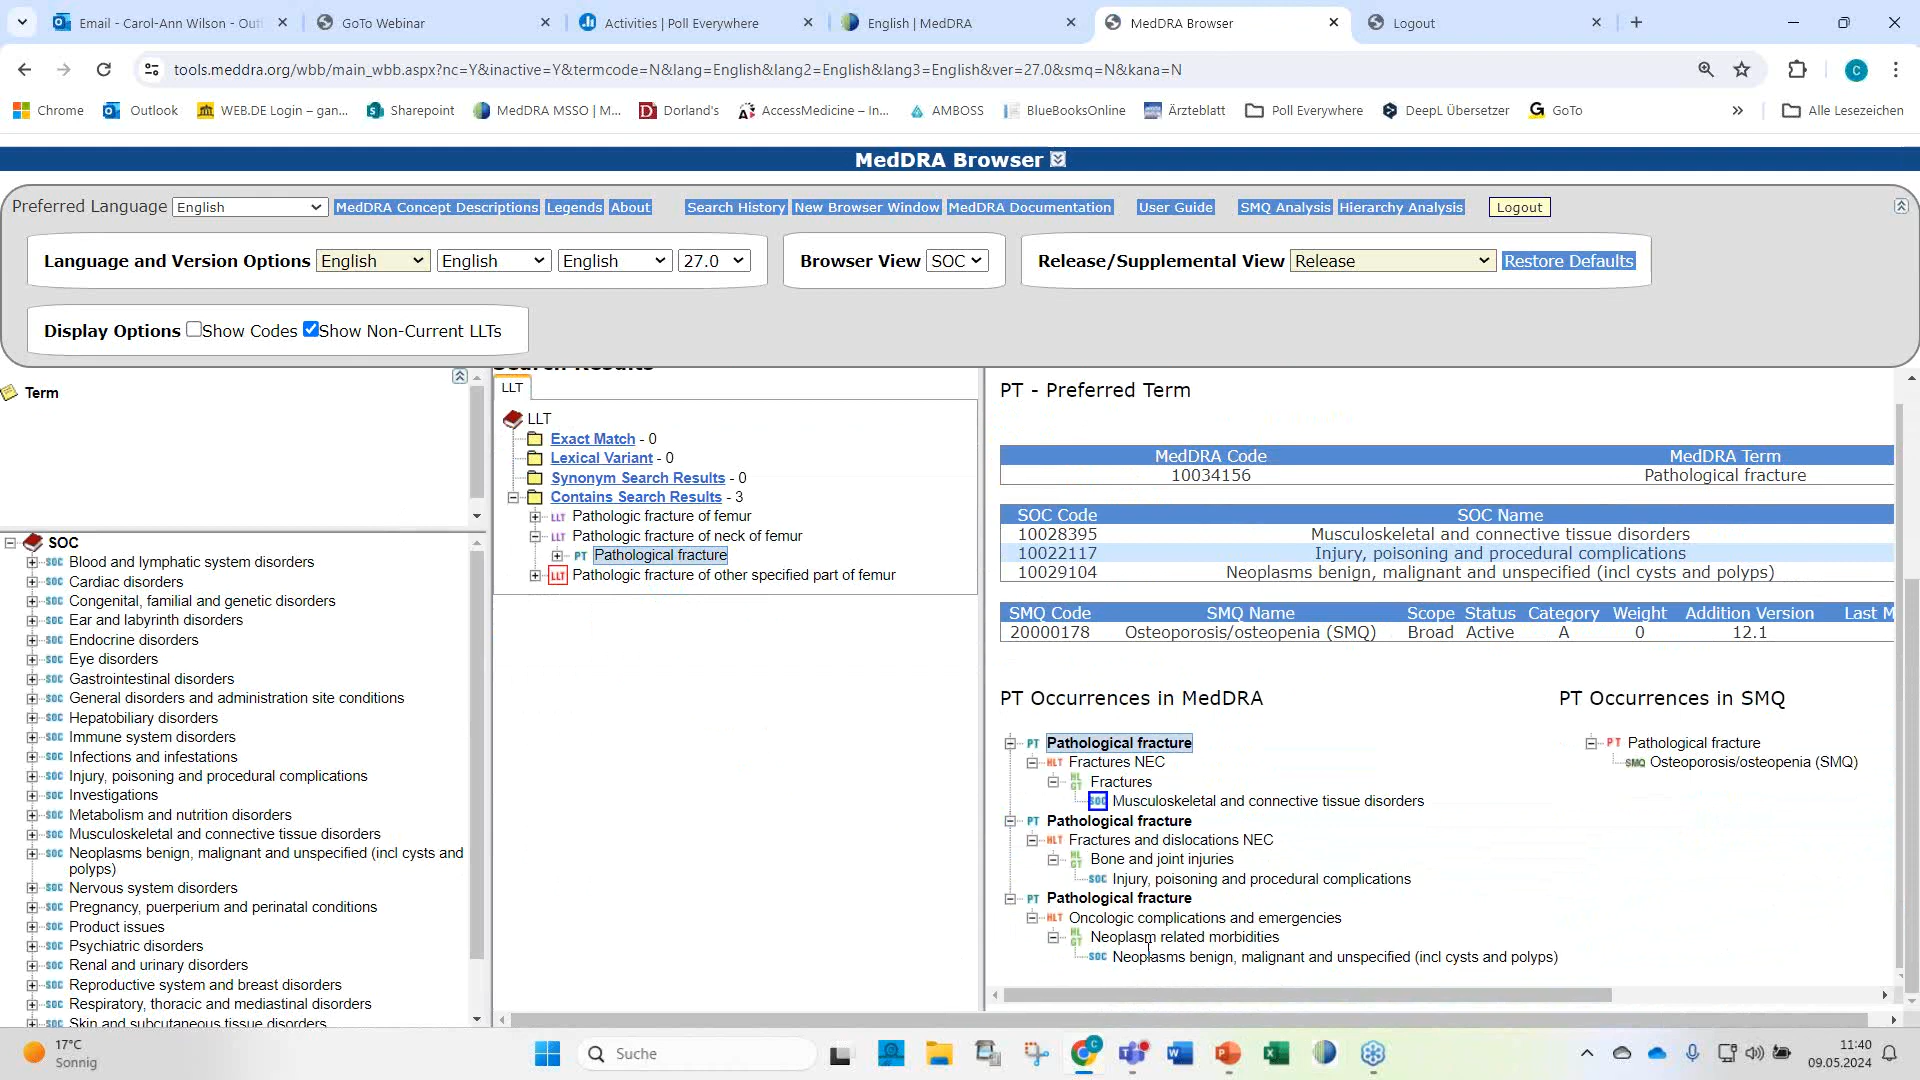 Email - Carol-Ann Wilson - Out
GoTo Webinar
Activities | Poll Everywhere
English | MedDRA
MedDRA Browser
Logout
tools.meddra.org/wbb/main_wbb.aspx?nc=Y&inactive=Y&termcode=N&lang=English&lang2=English&lang3=English&ver=27.0&smq=N&kana=N
C
Chrome
Outlook
WEB.DE Login – gan...
Sharepoint
MedDRA MSSO | M...
Dorland's
AccessMedicine – In...
AMBOSS
BlueBooksOnline
Ärzteblatt
Poll Everywhere
DeepL Übersetzer
GoTo
»
Alle Lesezeichen
MedDRA Browser
Preferred Language English MedDRA Concept Descriptions Legends About Search History New Browser Window MedDRA Documentation User Guide SMQ Analysis Hierarchy Analysis Logout
Language and Version Options English English English 27.0 Browser View SOC Release/Supplemental View Release Restore Defaults
Display Options Show Codes Show Non-Current LLTs
Term
SOC
SOC Blood and lymphatic system disorders
SOC Cardiac disorders
SOC Congenital, familial and genetic disorders
SOC Ear and labyrinth disorders
SOC Endocrine disorders
SOC Eye disorders
SOC Gastrointestinal disorders
SOC General disorders and administration site conditions
SOC Hepatobiliary disorders
SOC Immune system disorders
SOC Infections and infestations
SOC Injury, poisoning and procedural complications
SOC Investigations
SOC Metabolism and nutrition disorders
SOC Musculoskeletal and connective tissue disorders
SOC Neoplasms benign, malignant and unspecified (incl cysts and
polyps)
SOC Nervous system disorders
SOC Pregnancy, puerperium and perinatal conditions
SOC Product issues
SOC Psychiatric disorders
SOC Renal and urinary disorders
SOC Reproductive system and breast disorders
SOC Respiratory, thoracic and mediastinal disorders
SOC Skin and subcutaneous tissue disorders
Search Results
LLT
LLT
Exact Match - 0
Lexical Variant - 0
Synonym Search Results - 0
Contains Search Results - 3
LLT Pathologic fracture of femur
LLT Pathologic fracture of neck of femur
PT Pathological fracture
LLT Pathologic fracture of other specified part of femur
PT - Preferred Term
MedDRA Code MedDRA Term
10034156 Pathological fracture
SOC Code SOC Name
10028395 Musculoskeletal and connective tissue disorders
10022117 Injury, poisoning and procedural complications
10029104 Neoplasms benign, malignant and unspecified (incl cysts and polyps)
SMQ Code SMQ Name Scope Status Category Weight Addition Version Last M
20000178 Osteoporosis/osteopenia (SMQ) Broad Active A 0 12.1
PT Occurrences in MedDRA
PT Pathological fracture
HLT Fractures NEC
HLGT Fractures
SOC Musculoskeletal and connective tissue disorders
PT Pathological fracture
HLT Fractures and dislocations NEC
HLGT Bone and joint injuries
SOC Injury, poisoning and procedural complications
PT Pathological fracture
HLT Oncologic complications and emergencies
HLGT Neoplasm related morbidities
SOC Neoplasms benign, malignant and unspecified (incl cysts and polyps)
PT Occurrences in SMQ
PT Pathological fracture
SMQ Osteoporosis/osteopenia (SMQ)
17°C
Sonnig
Suche
11:40
09.05.2024